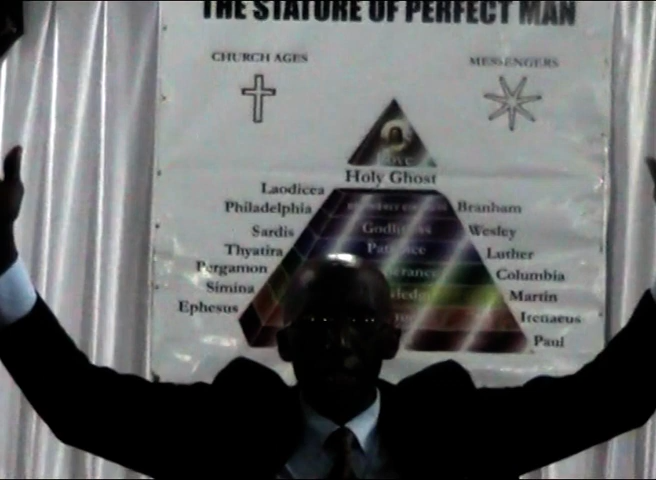 THE STATURE OF PERFECT MAN
CHURCH AGES
MESSENGERS
LOVE
Holy Ghost
Laodicea
Philadelphia
Branham
Sardis
Godliness
Wesley
Thyatira
Patience
Luther
Pergamon
Columbia
Simina
Martin
Ephesus
Irenaeus
Paul